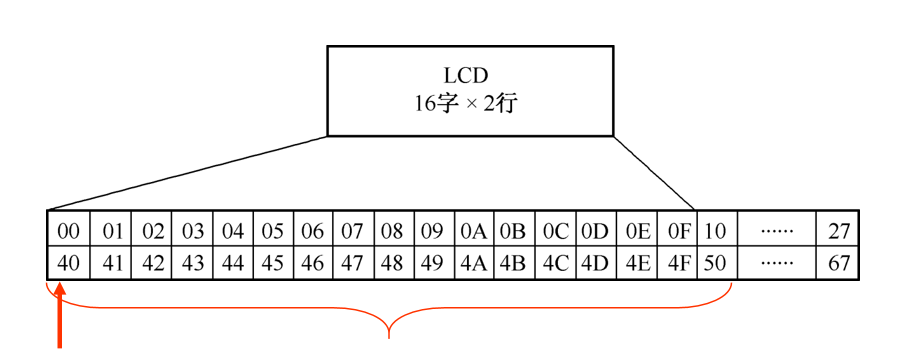 LCD
16字 × 2行
00 01 02 03 04 05 06 07 08 09 0A 0B 0C 0D 0E 0F 10 ······ 27
40 41 42 43 44 45 46 47 48 49 4A 4B 4C 4D 4E 4F 50 ······ 67